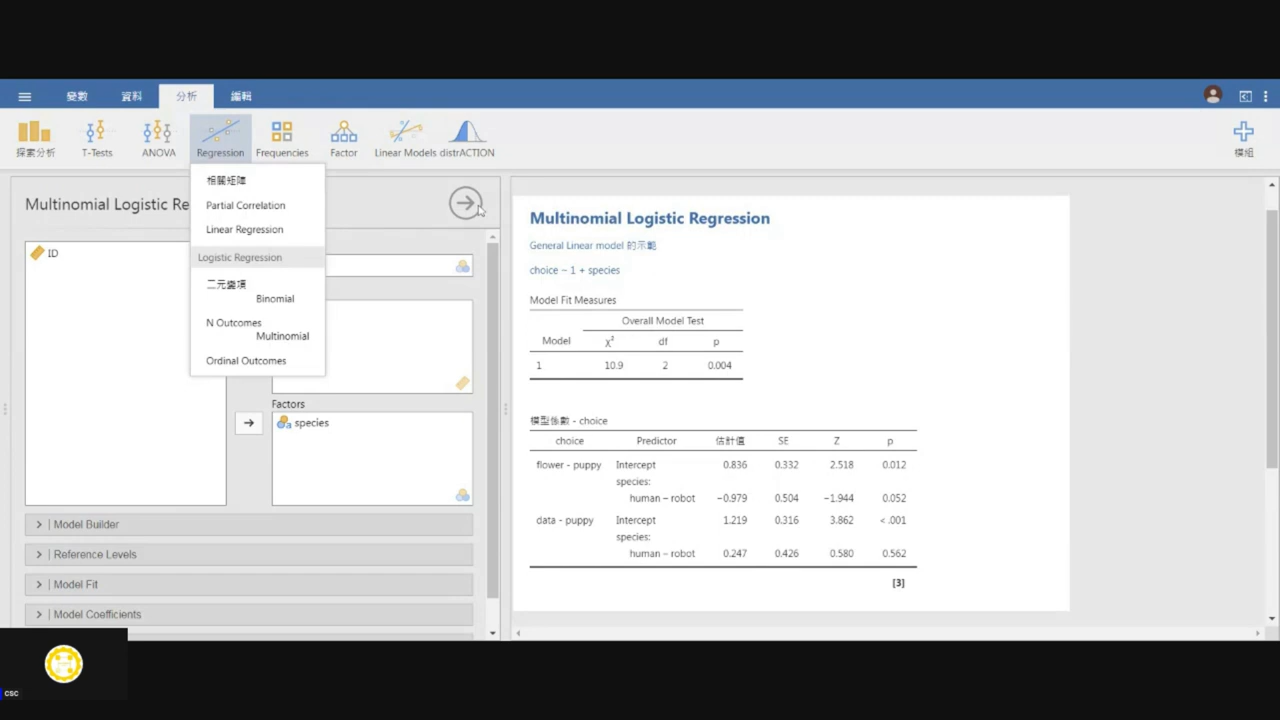 變數 資料 分析 編輯
探索分析 T-Tests ANOVA Regression Frequencies Factor Linear Models distrACTION 模組
相關矩陣
Partial Correlation
Linear Regression
Logistic Regression
二元變項
Binomial
N Outcomes
Multinomial
Ordinal Outcomes
Multinomial Logistic Re
ID
Factors
species
Model Builder
Reference Levels
Model Fit
Model Coefficients
Multinomial Logistic Regression
General Linear model 的示範
choice ~ 1 + species
Model Fit Measures
Overall Model Test
Model χ² df p
1 10.9 2 0.004
模型係數 - choice
choice Predictor 估計值 SE Z p
flower - puppy Intercept 0.836 0.332 2.518 0.012
species:
human – robot −0.979 0.504 −1.944 0.052
data - puppy Intercept 1.219 0.316 3.862 < .001
species:
human – robot 0.247 0.426 0.580 0.562
[3]
csc